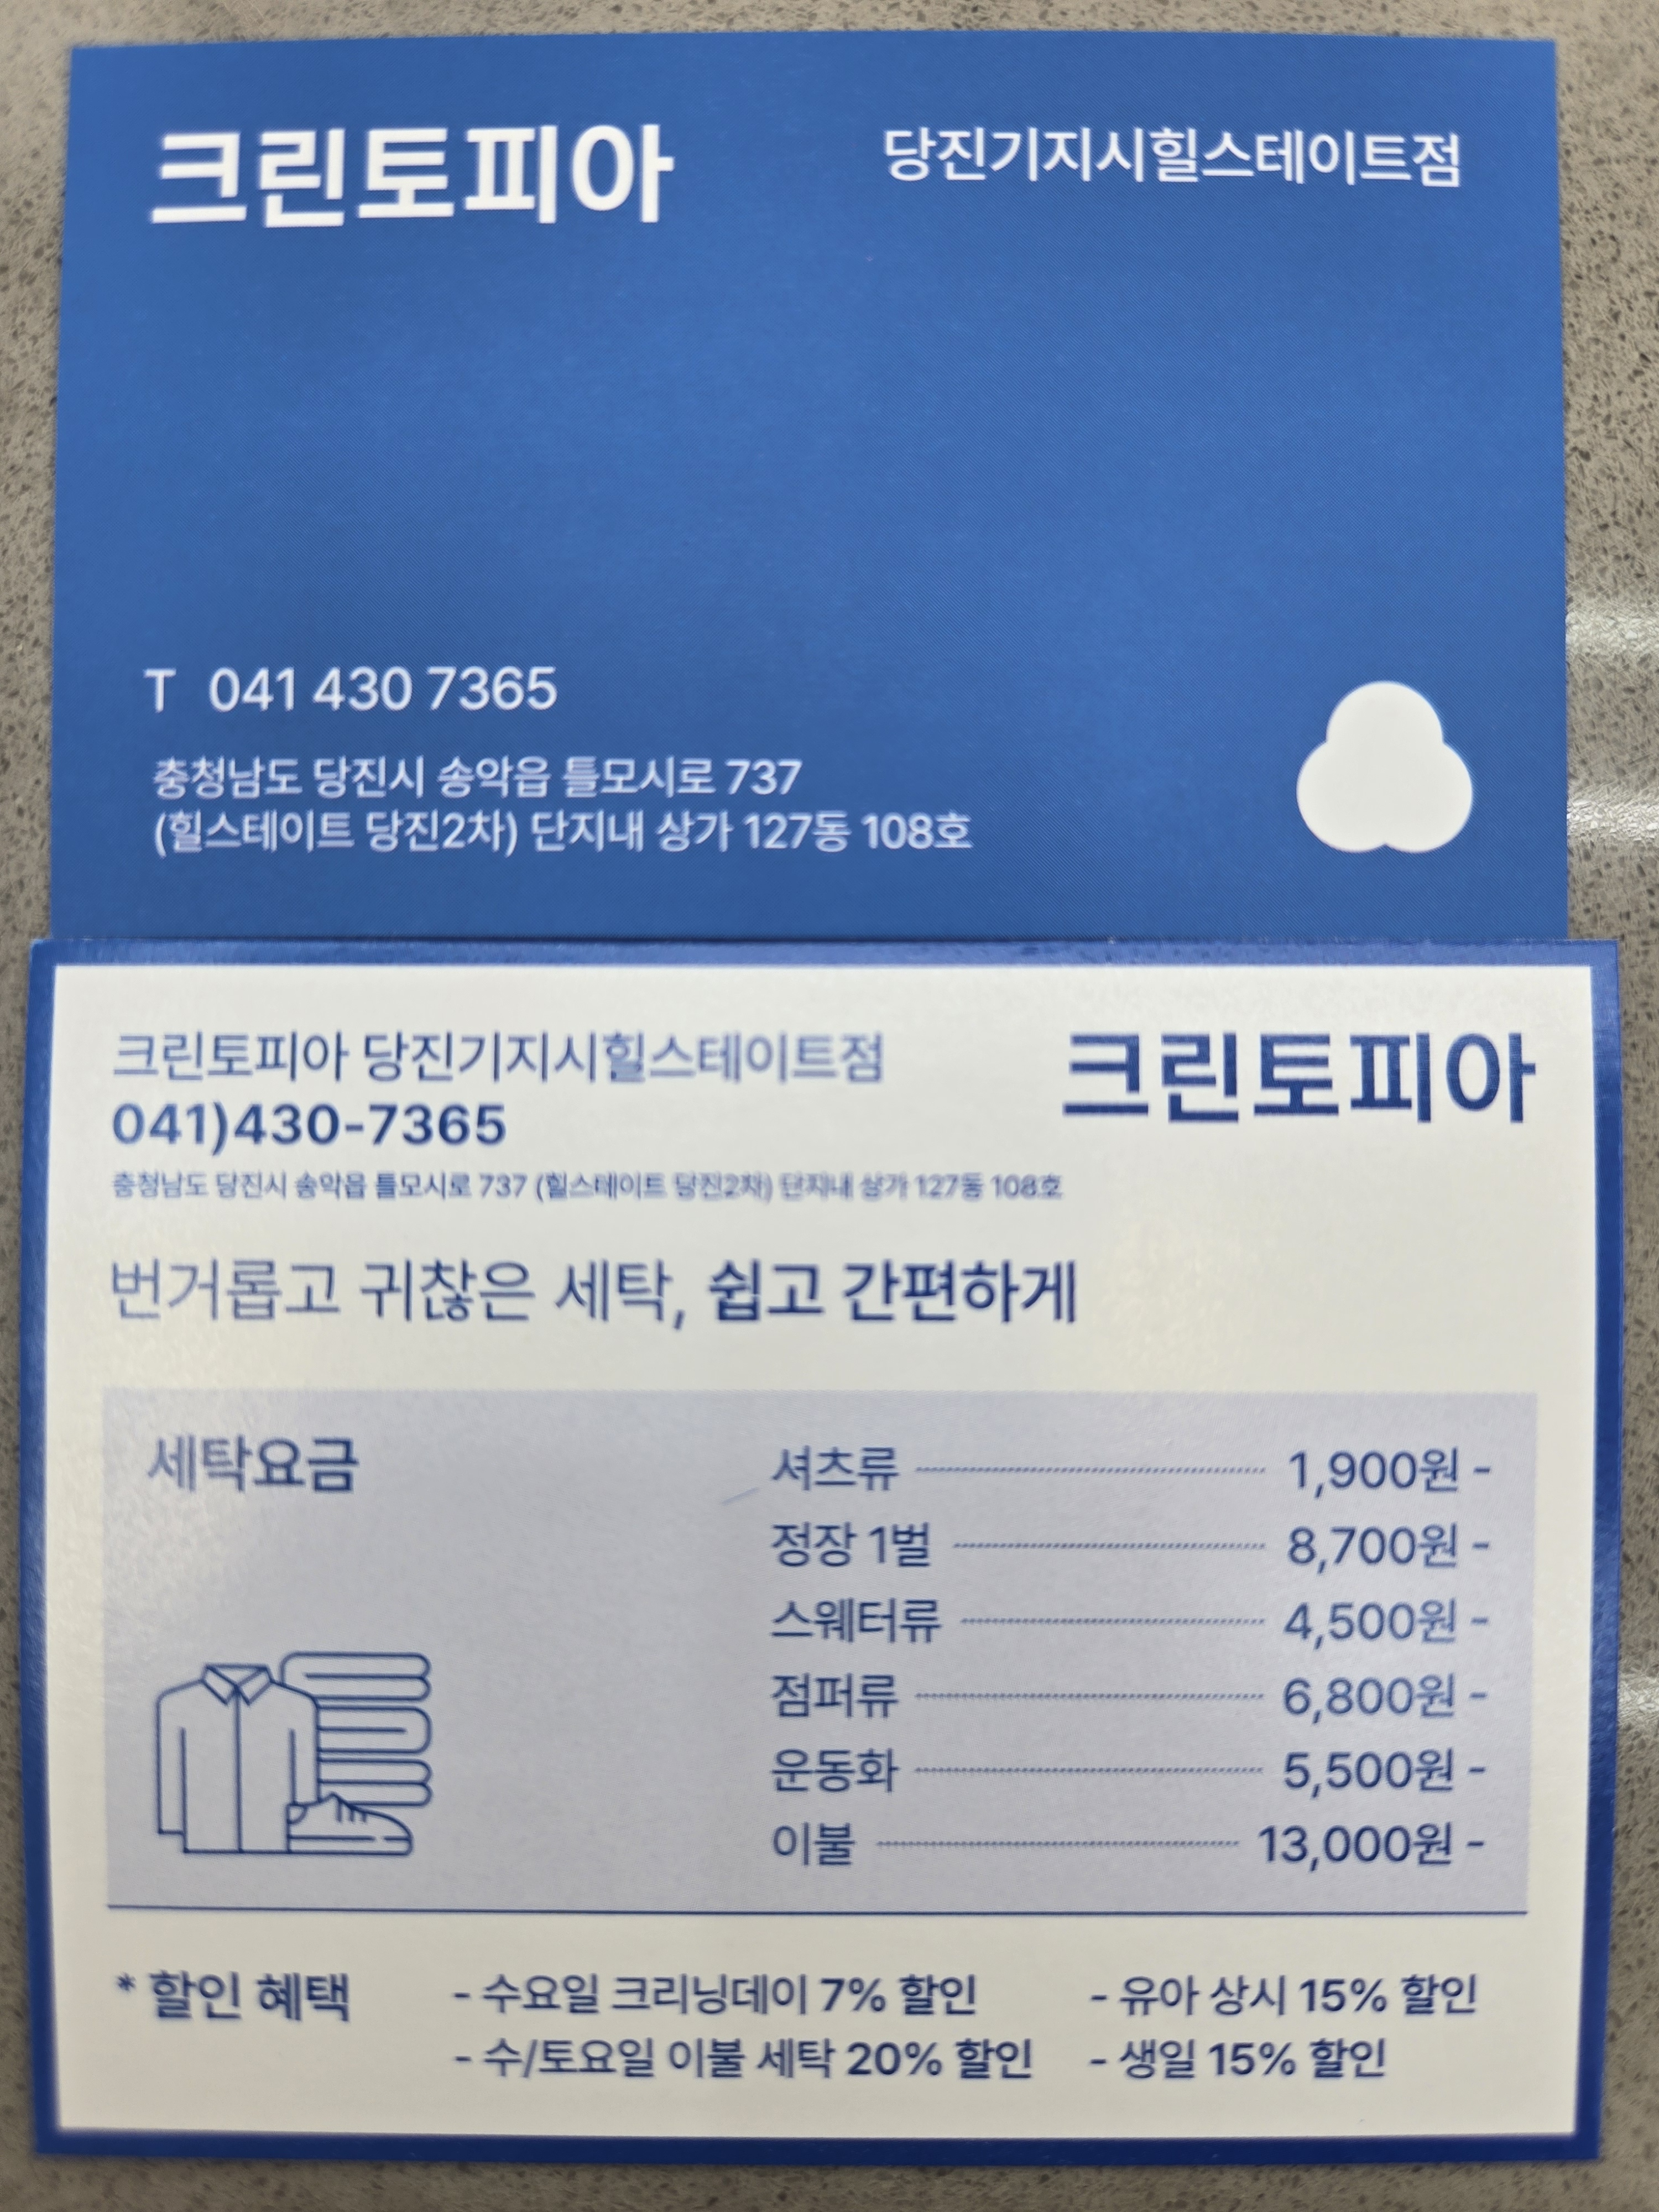 크린토피아
당진기지시힐스테이트점
T 041 430 7365
충청남도 당진시 송악읍 틀모시로 737
(힐스테이트 당진2차) 단지내 상가 127동 108호
크린토피아 당진기지시힐스테이트점
크린토피아
041)430-7365
충청남도 당진시 송악읍 틀모시로 737 (힐스테이트 당진2차) 단지내 상가 127동 108호
번거롭고 귀찮은 세탁, 쉽고 간편하게
세탁요금
셔츠류 1,900원 -
정장 1벌 8,700원 -
스웨터류 4,500원 -
점퍼류 6,800원 -
운동화 5,500원 -
이불 13,000원 -
* 할인 혜택
- 수요일 크리닝데이 7% 할인
- 수/토요일 이불 세탁 20% 할인
- 유아 상시 15% 할인
- 생일 15% 할인